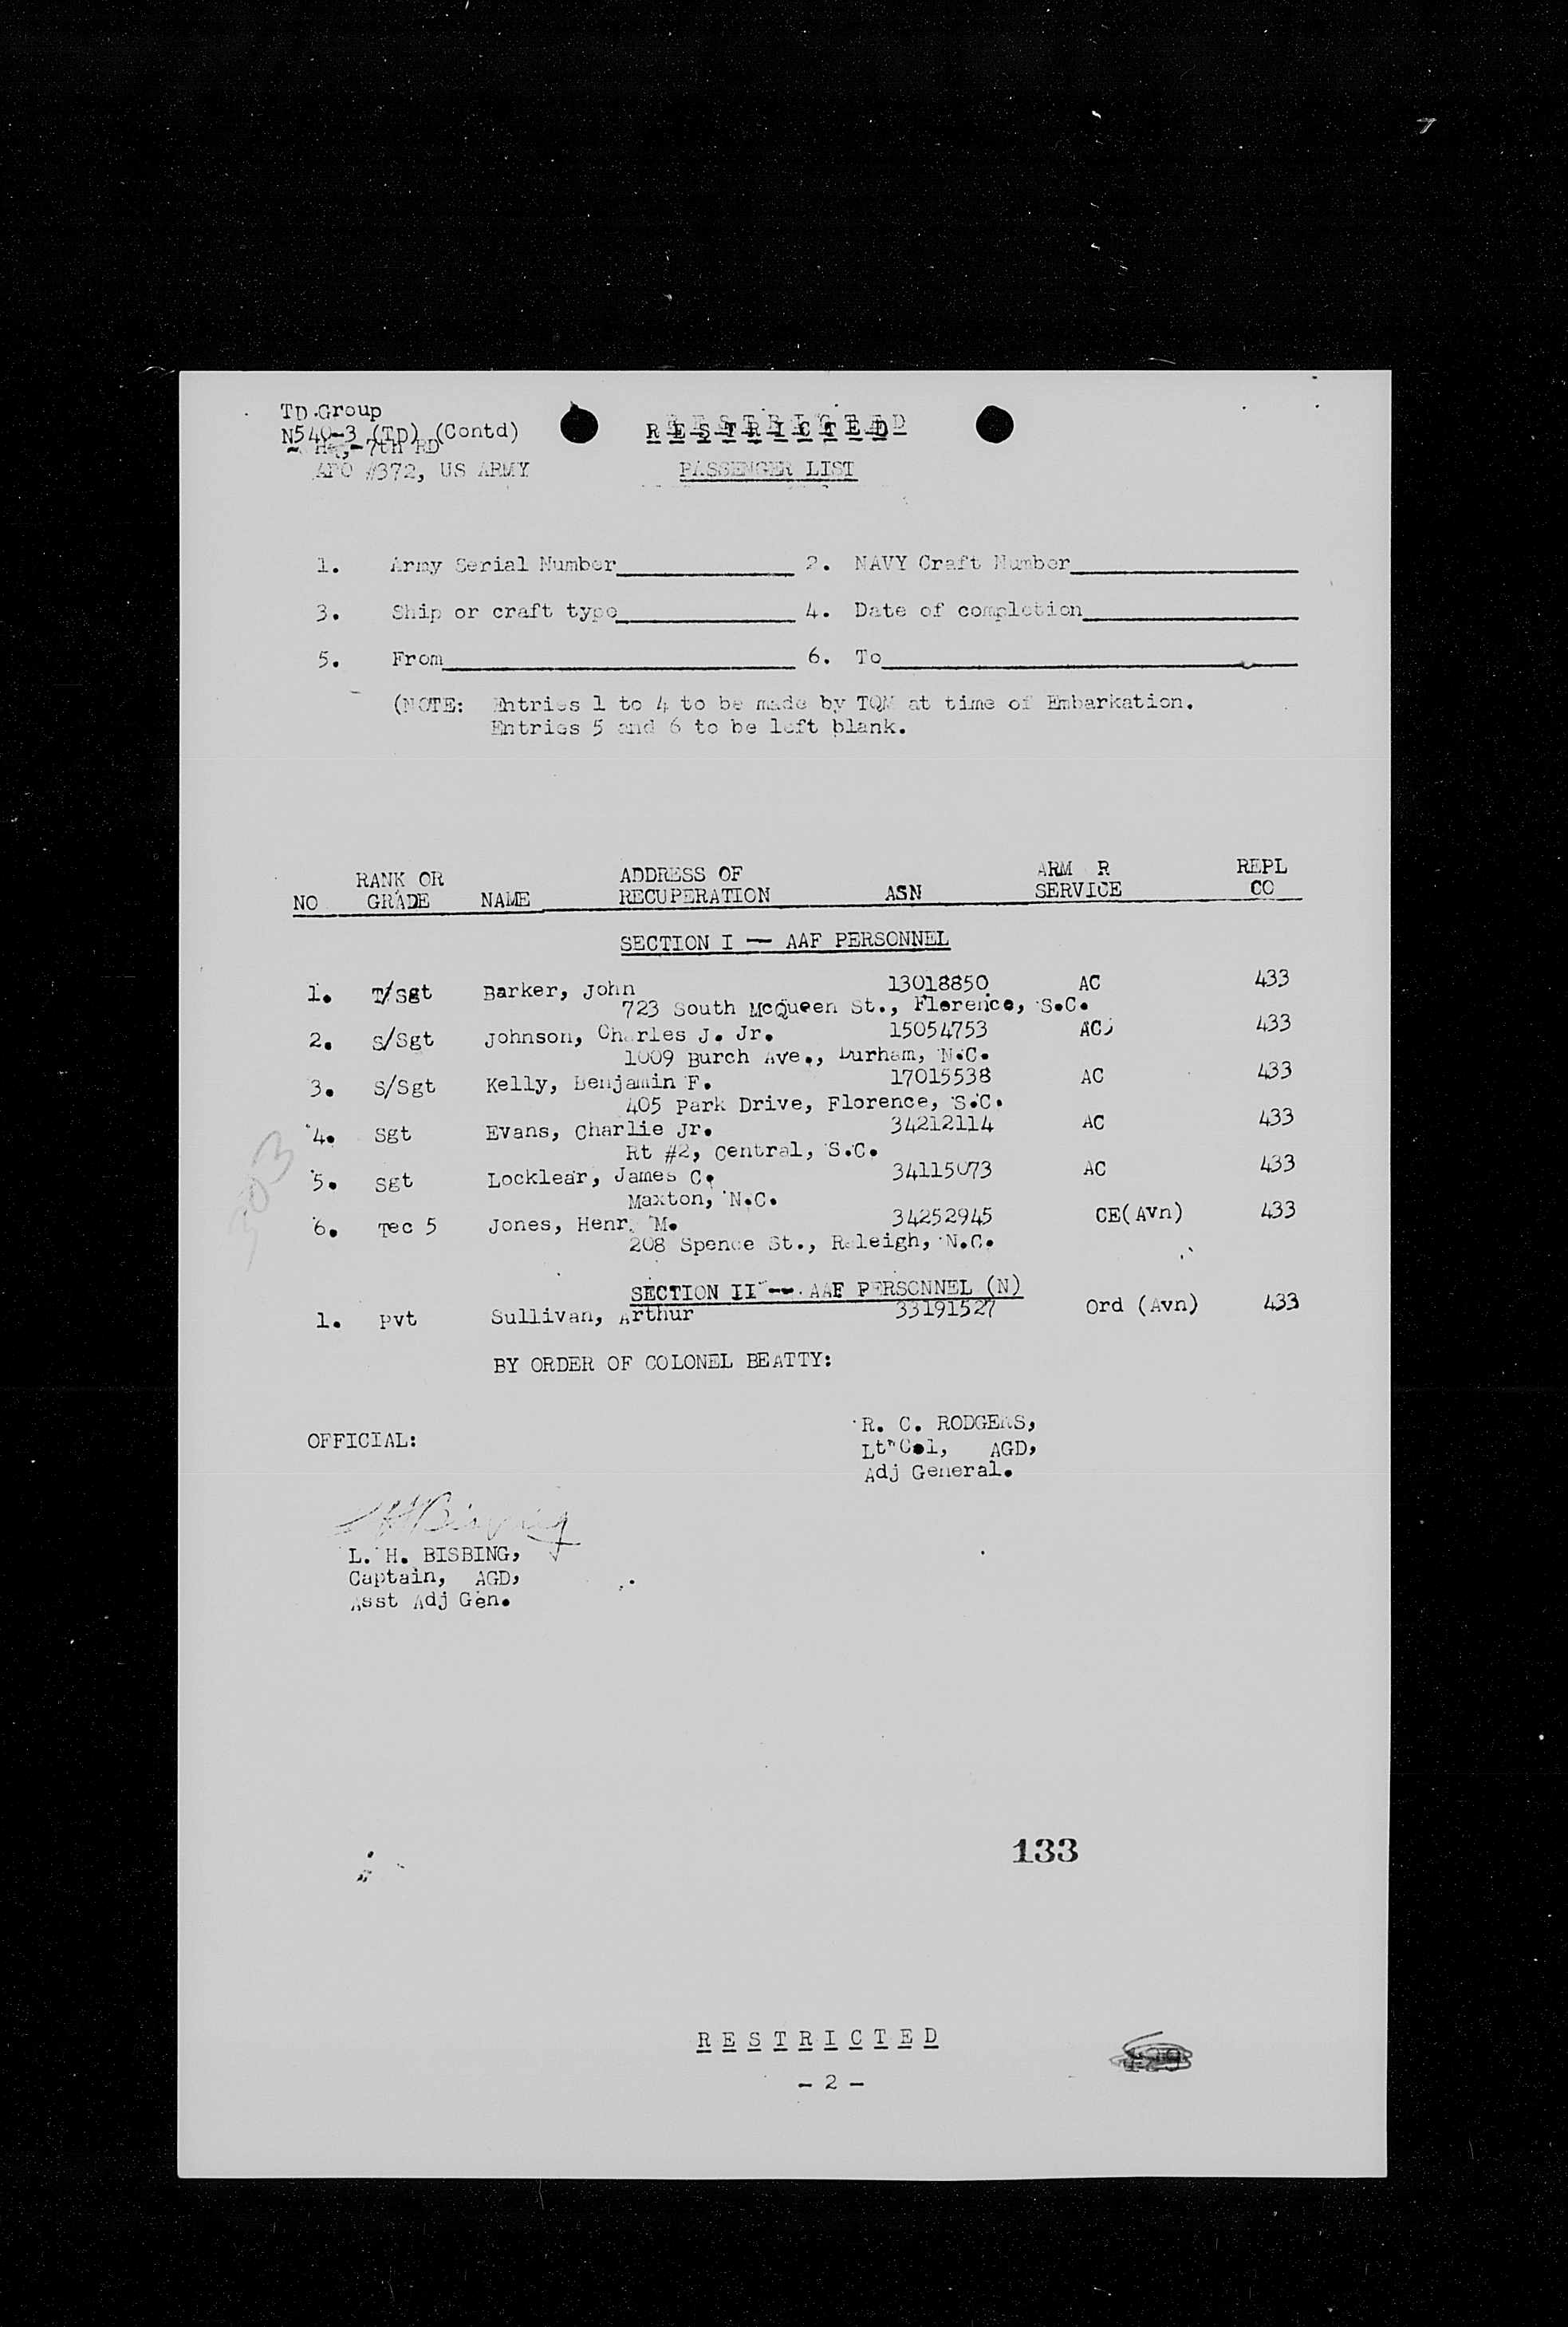 TD.Group
N540-3 (TD) (Contd)
Hq, 7th RD
APO #372, US ARMY
R E S T R I C T E D
PASSENGER LIST
1. Army Serial Number 2. NAVY Craft Number
3. Ship or craft type 4. Date of completion
5. From 6. To
(NOTE: Entries 1 to 4 to be made by TQM at time of Embarkation.
Entries 5 and 6 to be left blank.
RANK OR ADDRESS OF ARM R REPL
NO GRADE NAME RECUPERATION ASN SERVICE CO
SECTION I -- AAF PERSONNEL
1. T/Sgt Barker, John 13018850 AC 433
723 South McQueen St., Florence, S.C.
2. S/Sgt Johnson, Charles J. Jr. 15054753 AC 433
1009 Burch Ave., Durham, N.C.
3. S/Sgt Kelly, Benjamin F. 17015538 AC 433
405 Park Drive, Florence, S.C.
4. Sgt Evans, Charlie Jr. 34212114 AC 433
Rt #2, Central, S.C.
5. Sgt Locklear, James C. 34115073 AC 433
Maxton, N.C.
6. Tec 5 Jones, Henr M. 34252945 CE(Avn) 433
208 Spence St., Raleigh, N.C.
SECTION II -- AAF PERSONNEL (N)
1. Pvt Sullivan, Arthur 33191527 Ord (Avn) 433
BY ORDER OF COLONEL BEATTY:
R. C. RODGERS,
OFFICIAL:
Lt Col, AGD,
Adj General.
L H Bisbing
L. H. BISBING,
Captain, AGD,
Asst Adj Gen.
133
R E S T R I C T E D
- 2 -